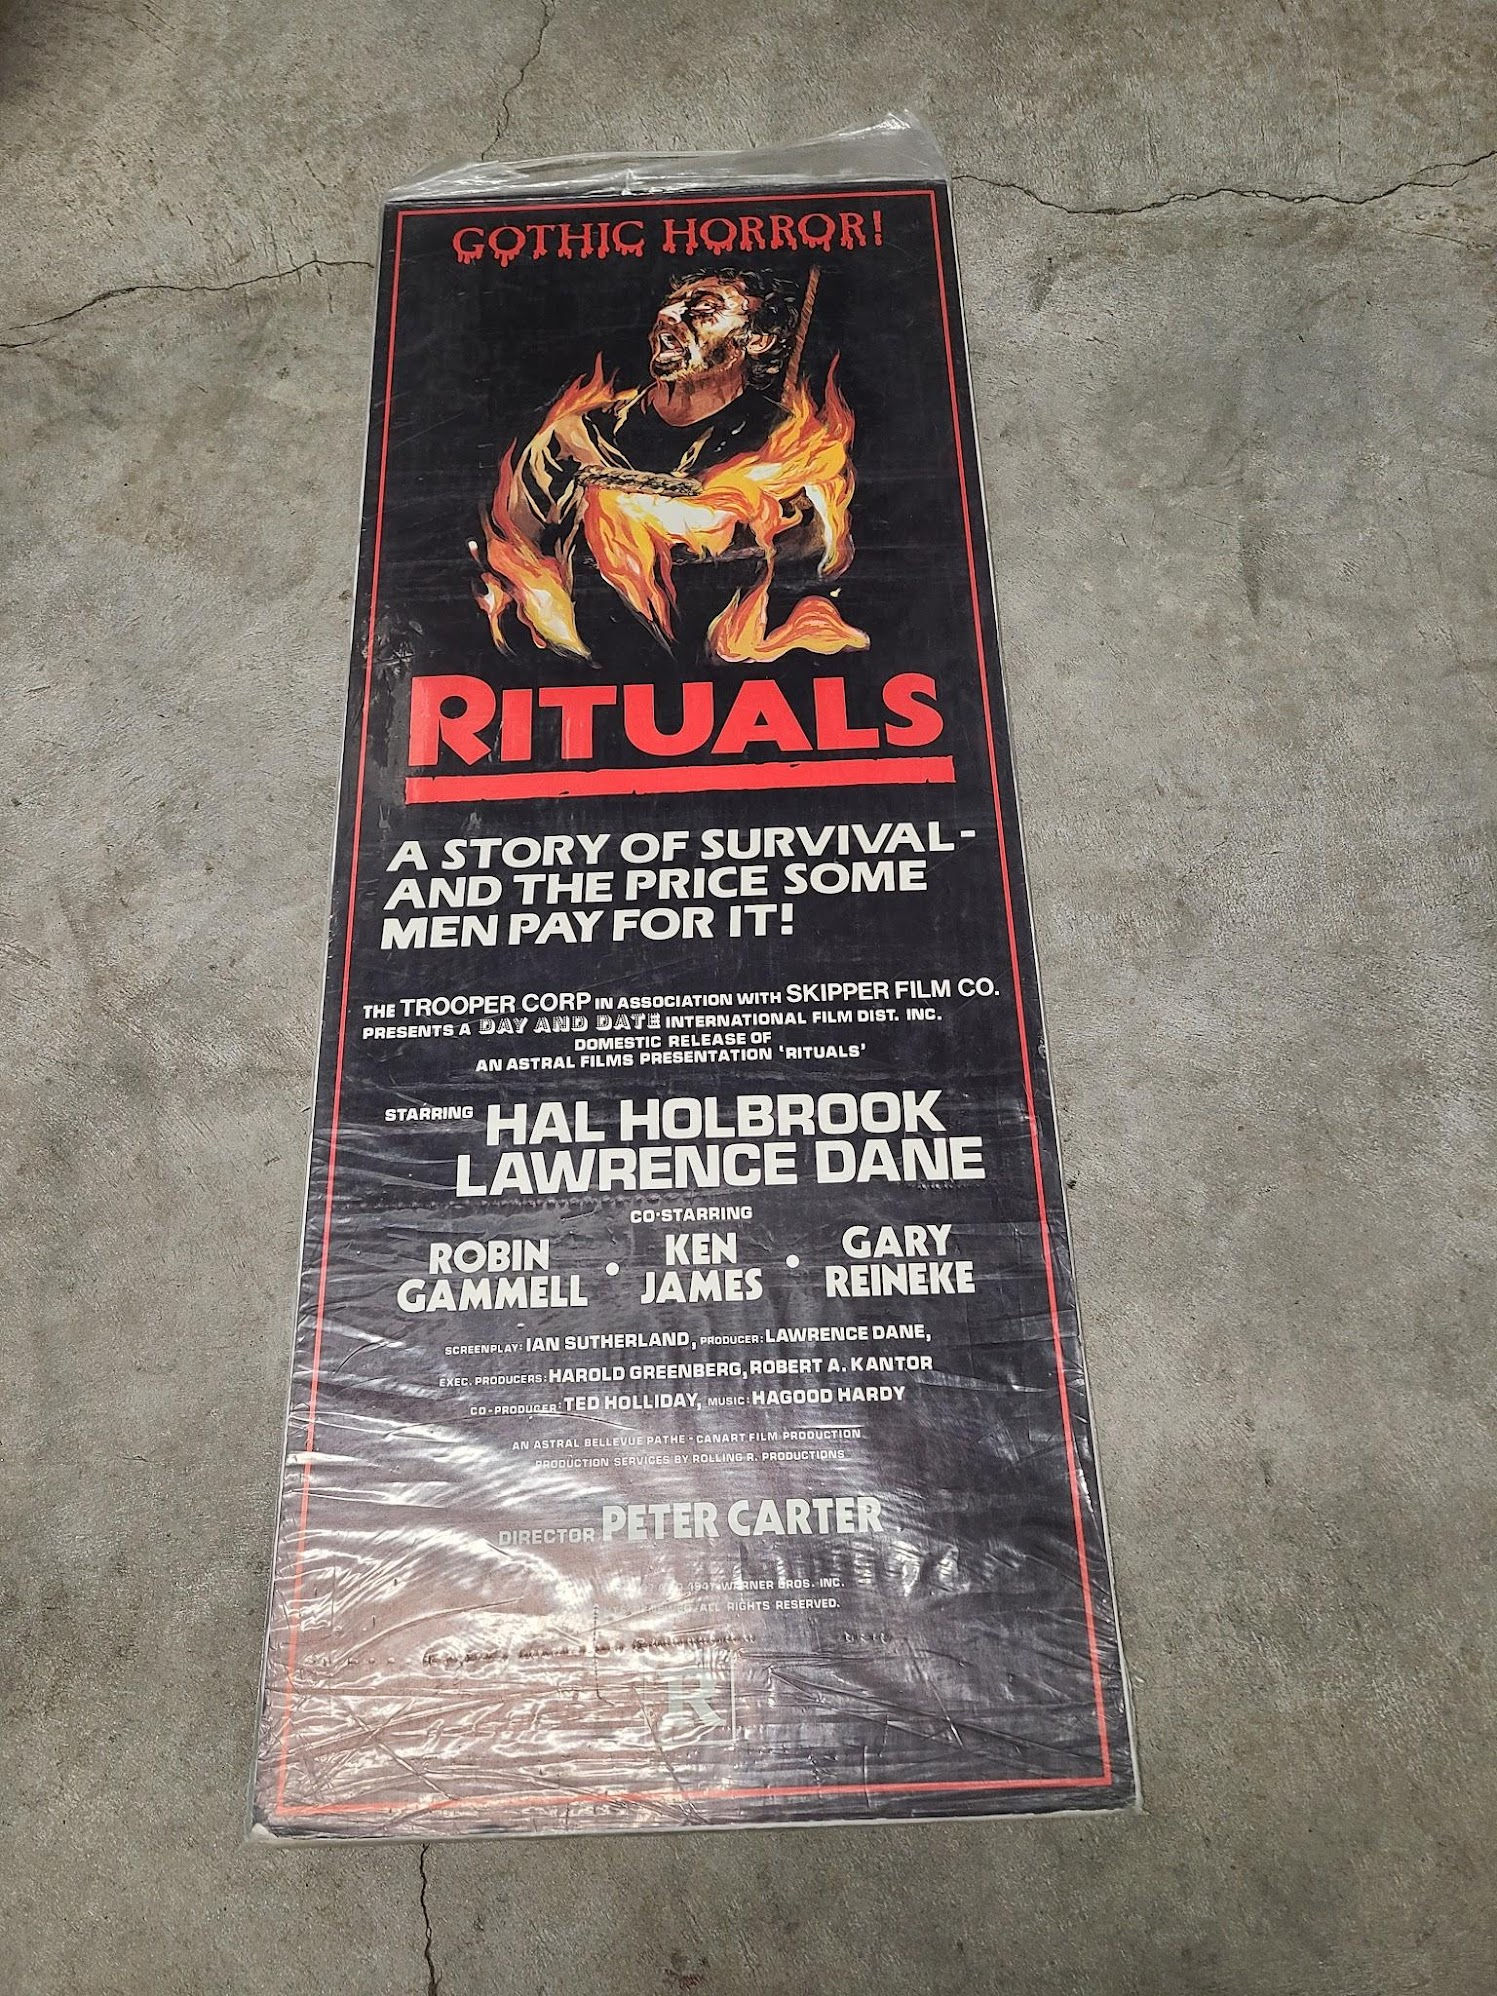 GOTHIC HORROR!
RITUALS
A STORY OF SURVIVAL-
AND THE PRICE SOME
MEN PAY FOR IT!
THE TROOPER CORP IN ASSOCIATION WITH SKIPPER FILM CO.
PRESENTS A DAY AND DATE INTERNATIONAL FILM DIST. INC.
DOMESTIC RELEASE OF
AN ASTRAL FILMS PRESENTATION 'RITUALS'
STARRING HAL HOLBROOK
LAWRENCE DANE
CO-STARRING
ROBIN GAMMELL • KEN JAMES • GARY REINEKE
SCREENPLAY: IAN SUTHERLAND, PRODUCER: LAWRENCE DANE,
EXEC. PRODUCERS: HAROLD GREENBERG, ROBERT A. KANTOR
CO-PRODUCER: TED HOLLIDAY, MUSIC: HAGOOD HARDY
AN ASTRAL BELLEVUE PATHE - CANART FILM PRODUCTION
PRODUCTION SERVICES BY ROLLING R. PRODUCTIONS
DIRECTOR PETER CARTER
WARNER BROS. INC.
ALL RIGHTS RESERVED.
R